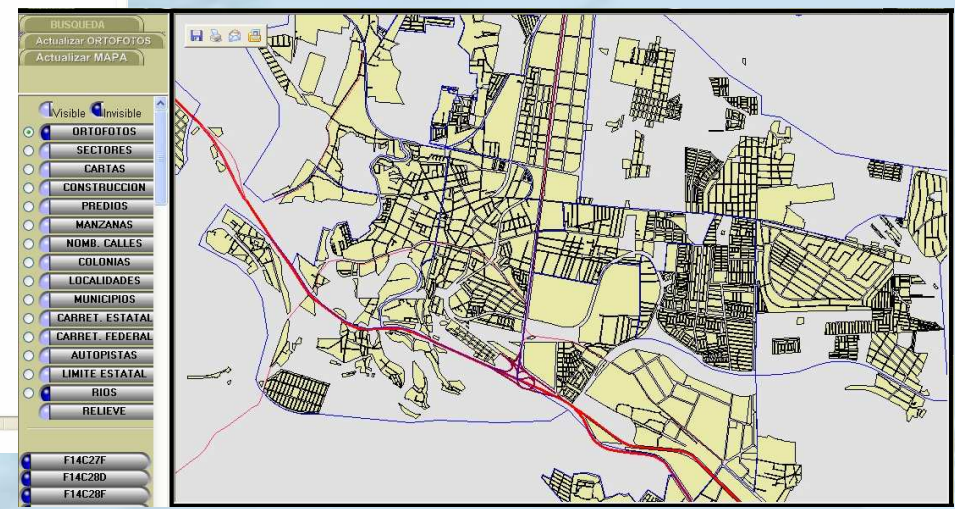 BUSQUEDA
Actualizar ORTOFOTOS
Actualizar MAPA
Visible Invisible
ORTOFOTOS
SECTORES
CARTAS
CONSTRUCCION
PREDIOS
MANZANAS
NOMB. CALLES
COLONIAS
LOCALIDADES
MUNICIPIOS
CARRET. ESTATAL
CARRET. FEDERAL
AUTOPISTAS
LIMITE ESTATAL
RIOS
RELIEVE
F14C27F
F14C28D
F14C28F